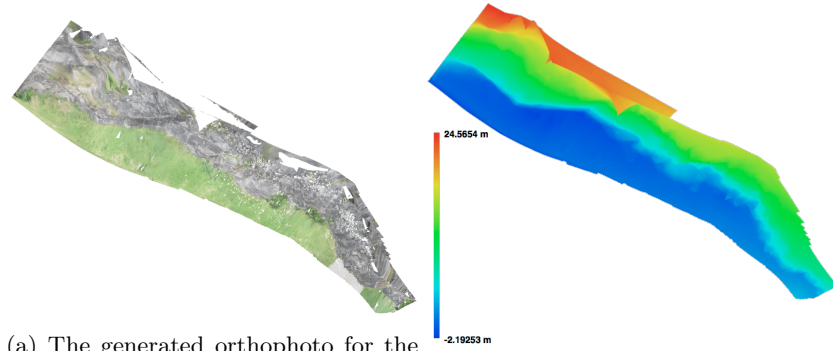 24.5654 m
-2.19253 m
(a) The generated orthophoto for the